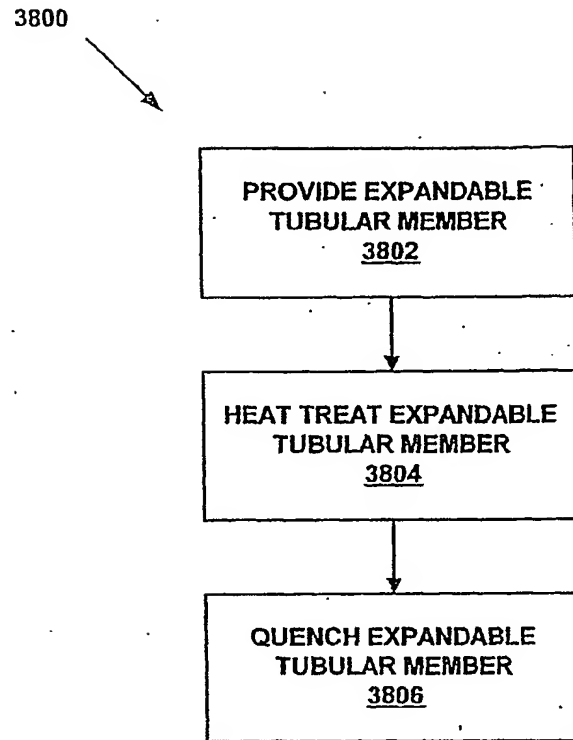 3800
PROVIDE EXPANDABLE
TUBULAR MEMBER
3802
HEAT TREAT EXPANDABLE
TUBULAR MEMBER
3804
QUENCH EXPANDABLE
TUBULAR MEMBER
3806